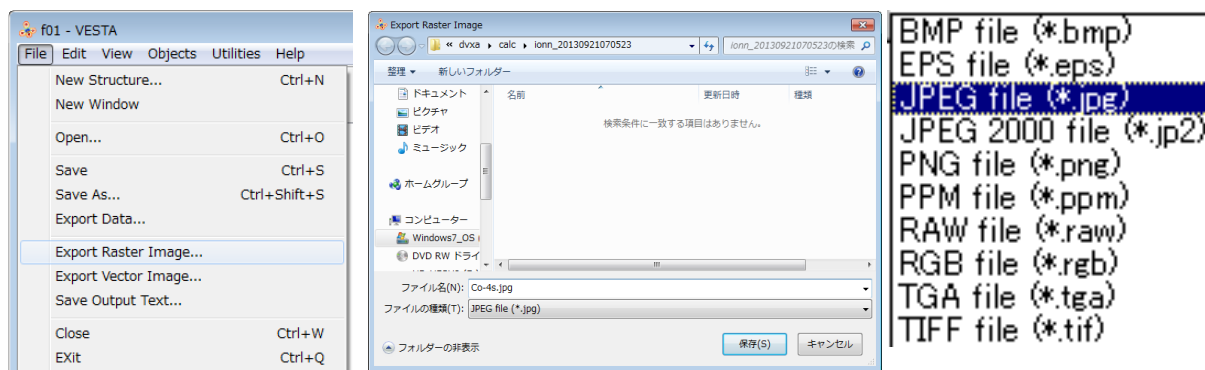 f01 - VESTA
File Edit View Objects Utilities Help
New Structure... Ctrl+N
New Window
Open... Ctrl+O
Save Ctrl+S
Save As... Ctrl+Shift+S
Export Data...
Export Raster Image...
Export Vector Image...
Save Output Text...
Close Ctrl+W
EXit Ctrl+Q
Export Raster Image
« dvxa ▸ calc ▸ ionn_20130921070523
ionn_20130921070523の検索
整理 新しいフォルダー
ドキュメント
ピクチャ
ビデオ
ミュージック
ホームグループ
コンピューター
Windows7_OS (
DVD RW ドライ
名前 更新日時 種類
検索条件に一致する項目はありません。
ファイル名(N): Co-4s.jpg
ファイルの種類(T): JPEG file (*.jpg)
フォルダーの非表示 保存(S) キャンセル
BMP file (*.bmp)
EPS file (*.eps)
JPEG file (*.jpg)
JPEG 2000 file (*.jp2)
PNG file (*.png)
PPM file (*.ppm)
RAW file (*.raw)
RGB file (*.rgb)
TGA file (*.tga)
TIFF file (*.tif)